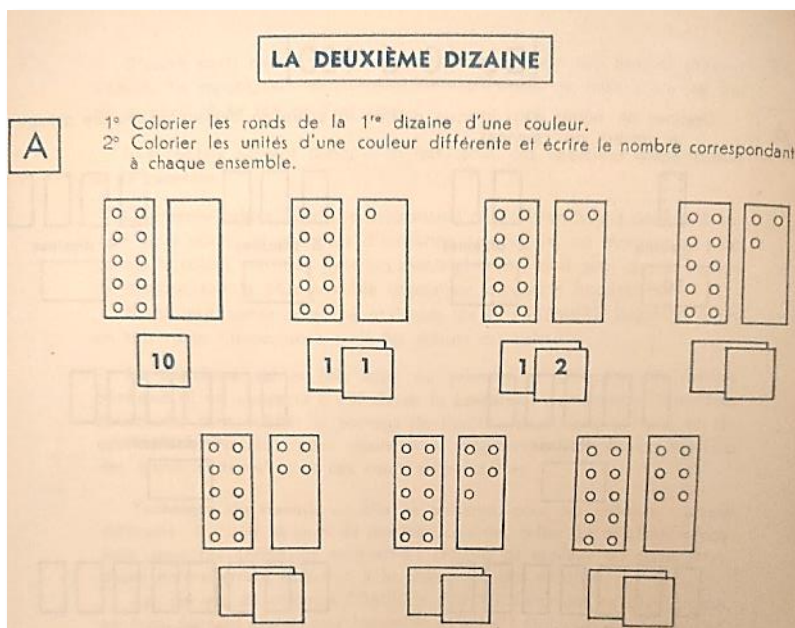 LA DEUXIÈME DIZAINE
A
1° Colorier les ronds de la 1re dizaine d'une couleur.
2° Colorier les unités d'une couleur différente et écrire le nombre correspondant
à chaque ensemble.
10
1 1
1 2